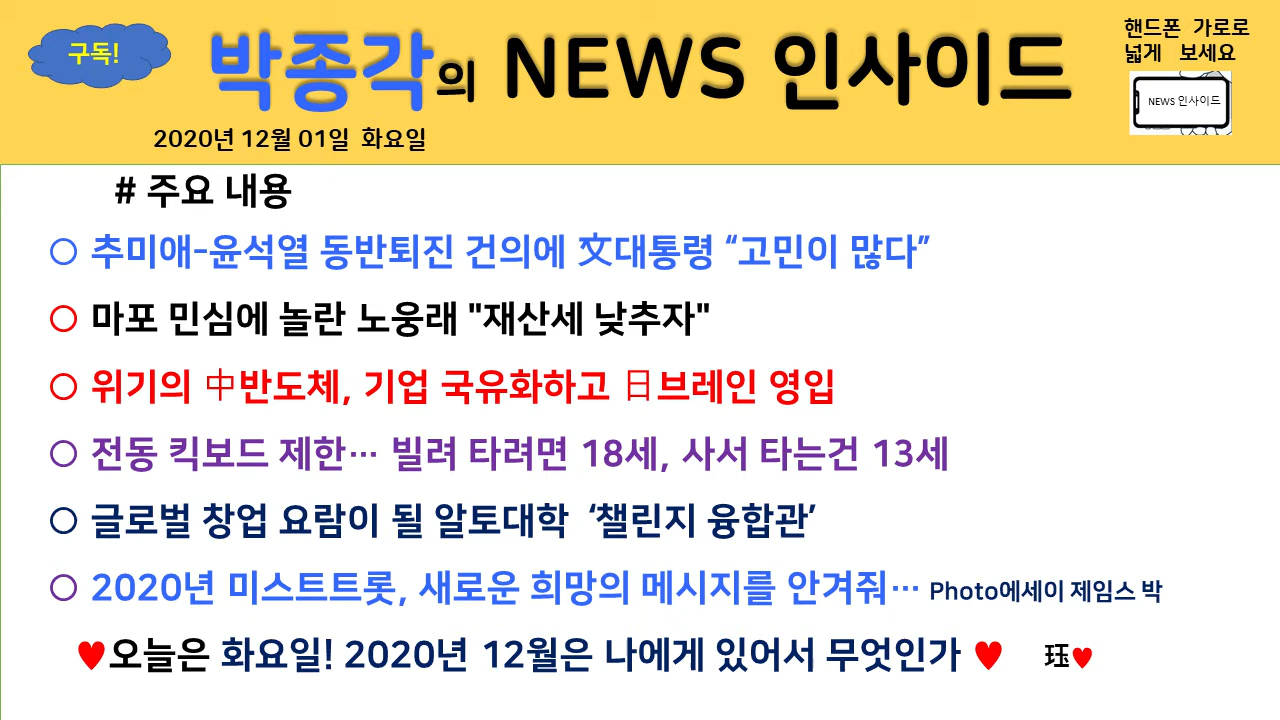 구독!
박종각의 NEWS 인사이드
핸드폰 가로로
넓게 보세요
NEWS 인사이드
2020년 12월 01일 화요일
# 주요 내용
○ 추미애-윤석열 동반퇴진 건의에 文대통령 “고민이 많다”
○ 마포 민심에 놀란 노웅래 "재산세 낮추자"
○ 위기의 中반도체, 기업 국유화하고 日브레인 영입
○ 전동 킥보드 제한… 빌려 타려면 18세, 사서 타는건 13세
○ 글로벌 창업 요람이 될 알토대학 ‘챌린지 융합관’
○ 2020년 미스트트롯, 새로운 희망의 메시지를 안겨줘… Photo에세이 제임스 박
♥오늘은 화요일! 2020년 12월은 나에게 있어서 무엇인가 ♥ 珏♥